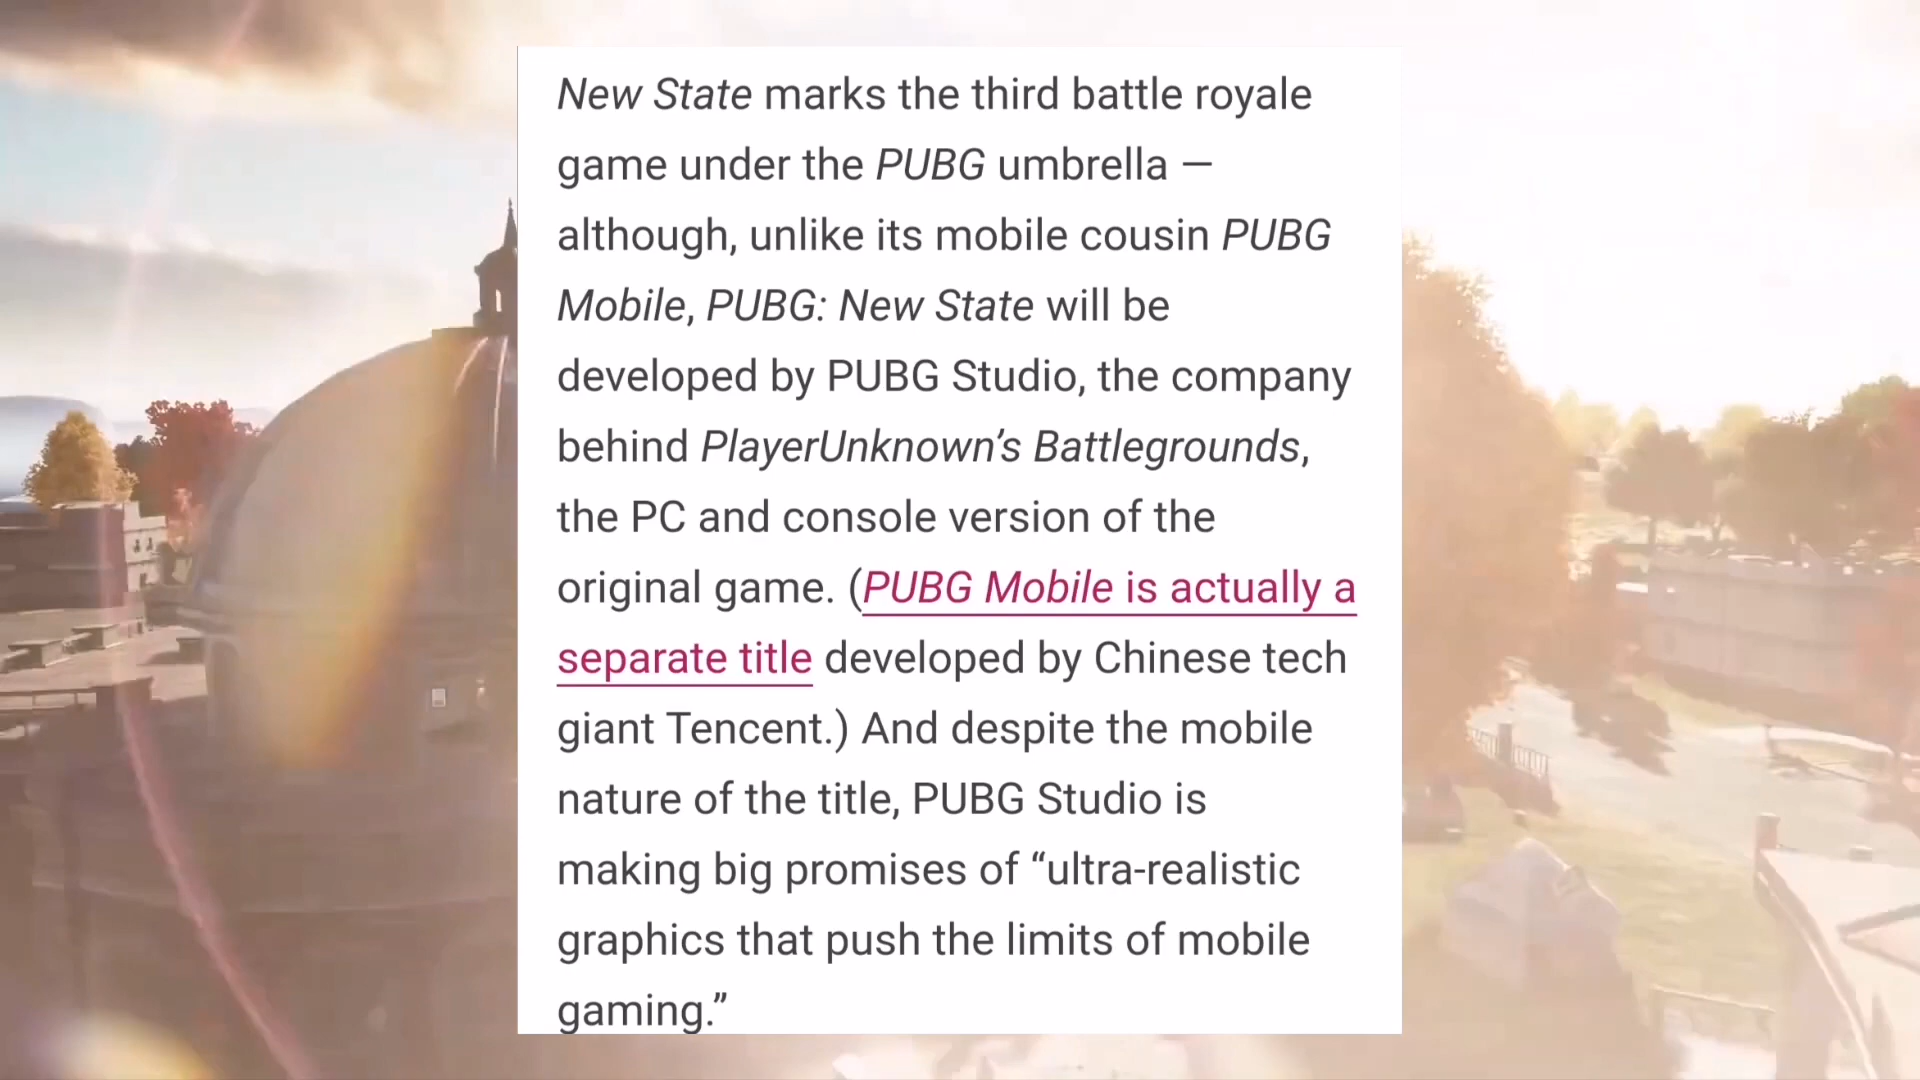 New State marks the third battle royale
game under the PUBG umbrella —
although, unlike its mobile cousin PUBG
Mobile, PUBG: New State will be
developed by PUBG Studio, the company
behind PlayerUnknown’s Battlegrounds,
the PC and console version of the
original game. (PUBG Mobile is actually a
separate title developed by Chinese tech
giant Tencent.) And despite the mobile
nature of the title, PUBG Studio is
making big promises of “ultra-realistic
graphics that push the limits of mobile
gaming.”